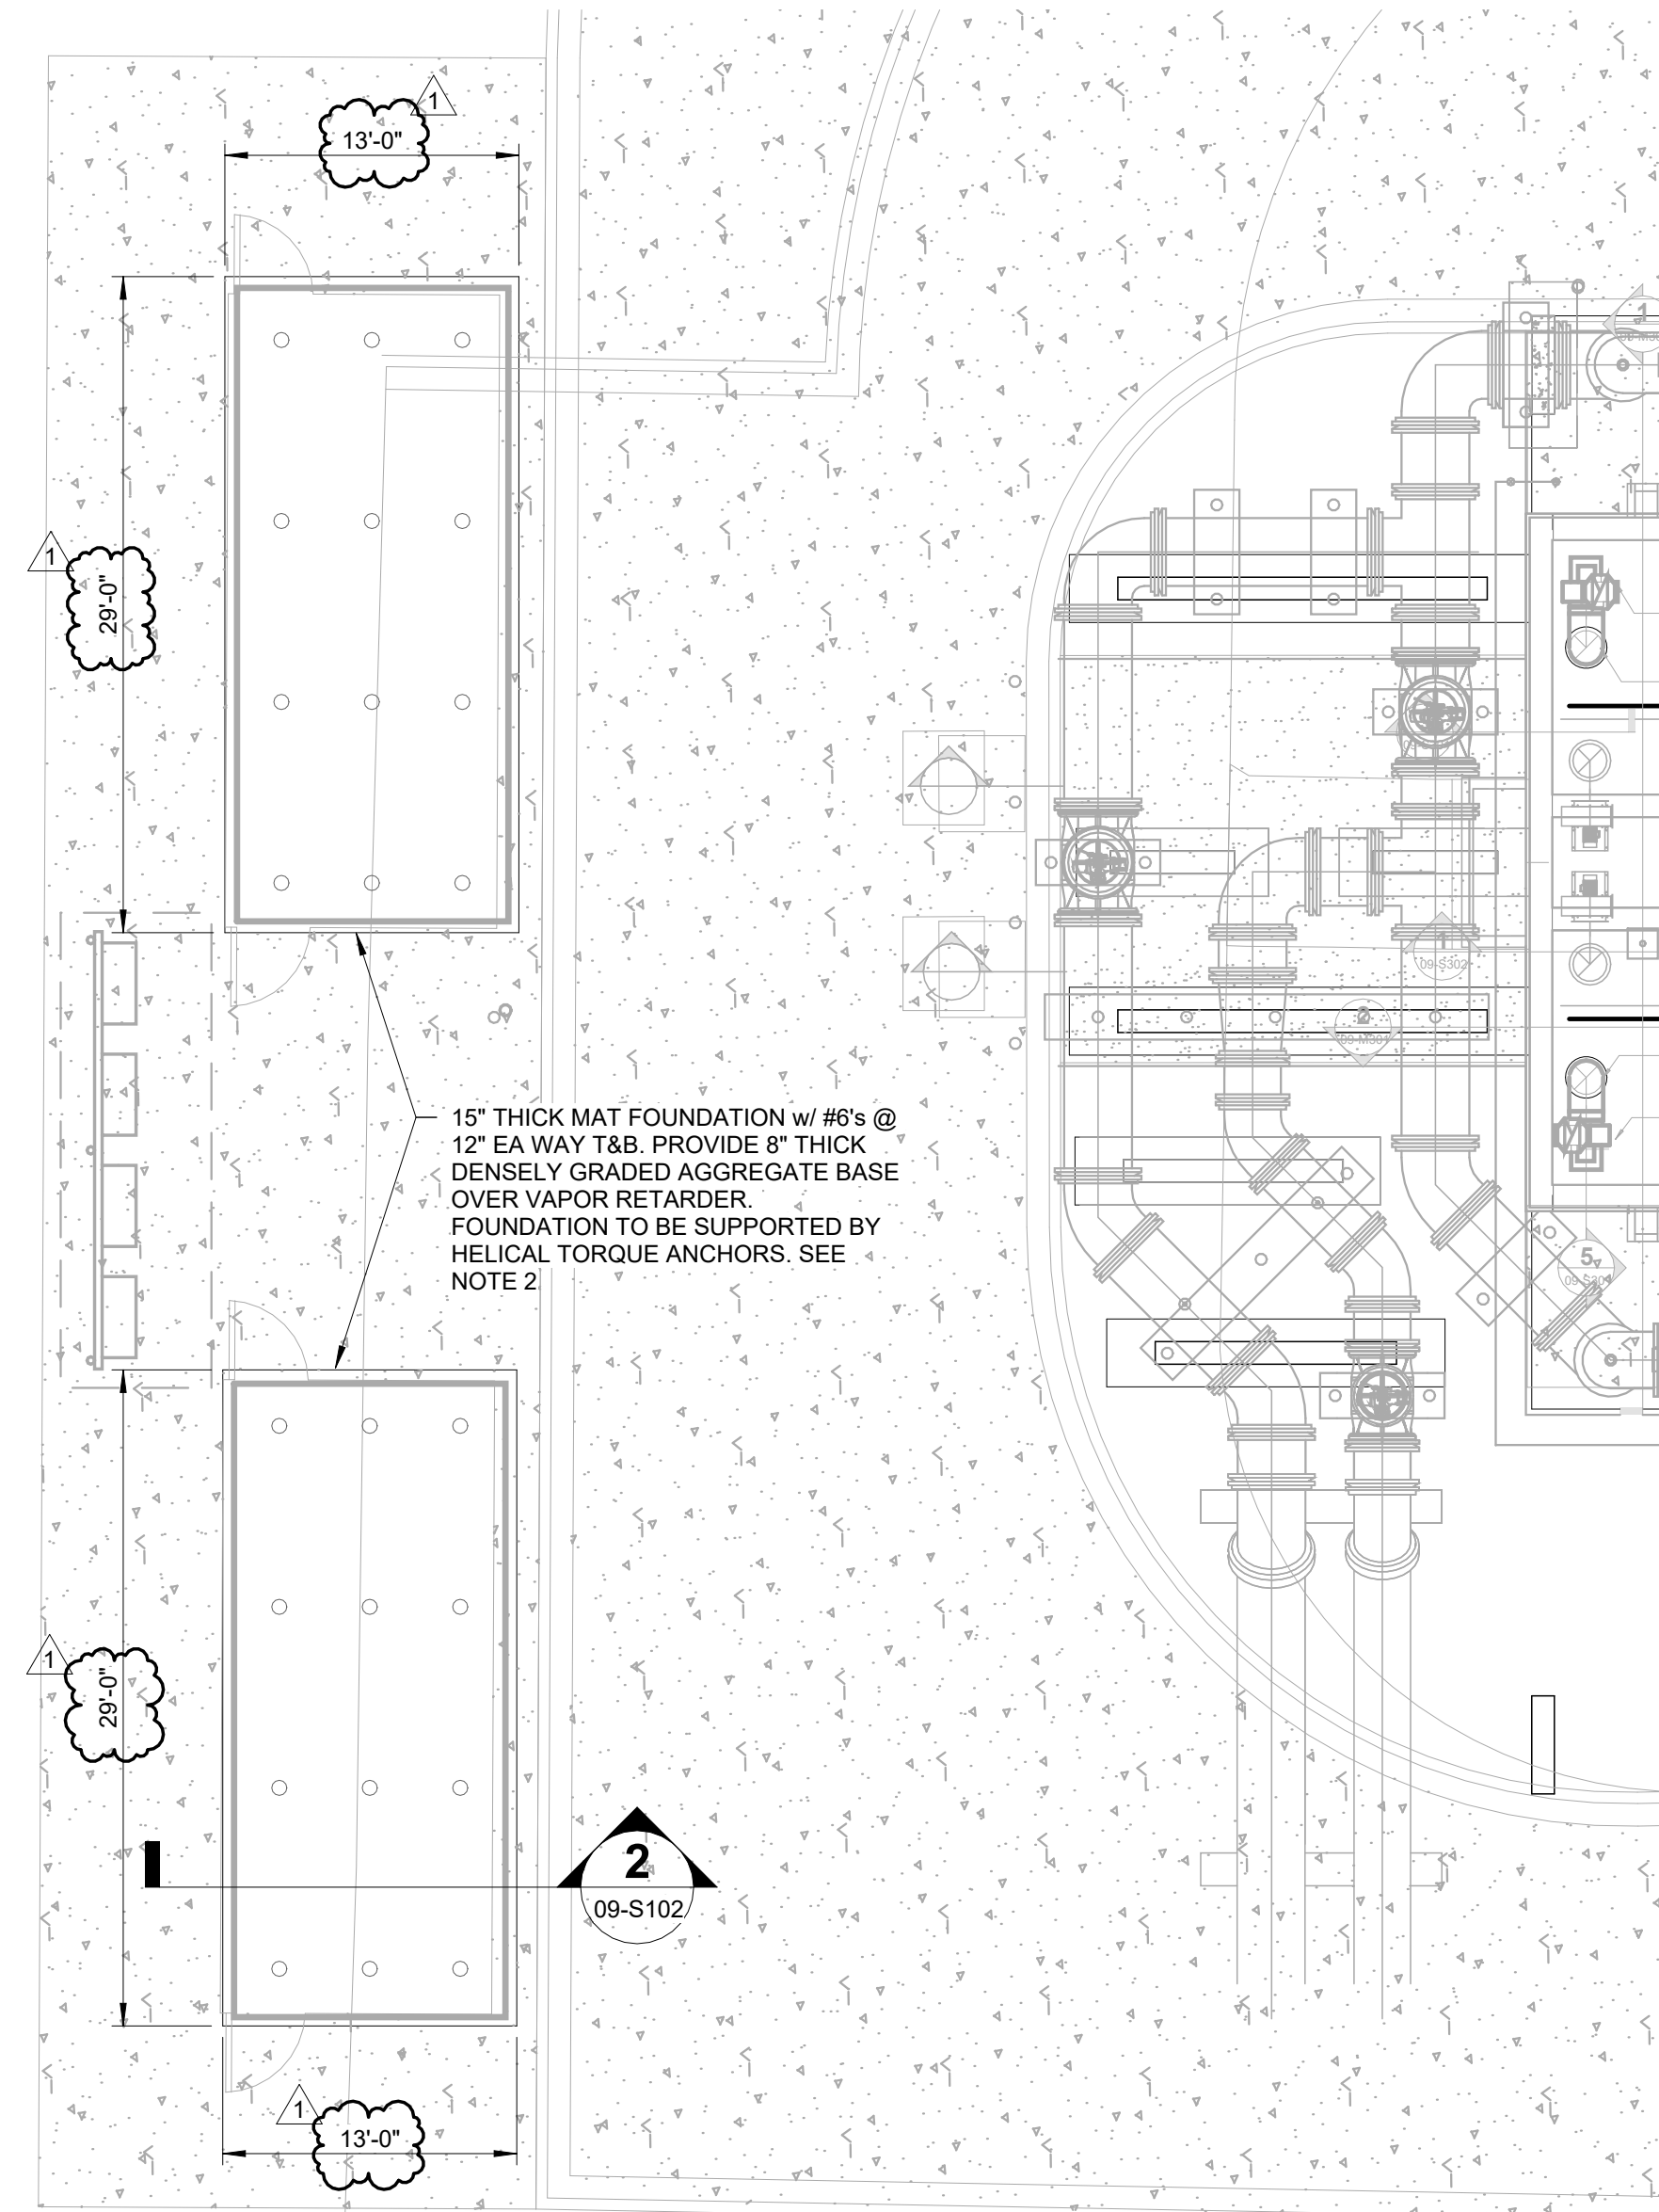 1
13'-0"
1
29'-0"
1
09-S302
2
09-M301
15" THICK MAT FOUNDATION w/ #6's @
12" EA WAY T&B. PROVIDE 8" THICK
DENSELY GRADED AGGREGATE BASE
OVER VAPOR RETARDER.
FOUNDATION TO BE SUPPORTED BY
HELICAL TORQUE ANCHORS. SEE
NOTE 2.
5
1
29'-0"
2
09-S102
1
13'-0"